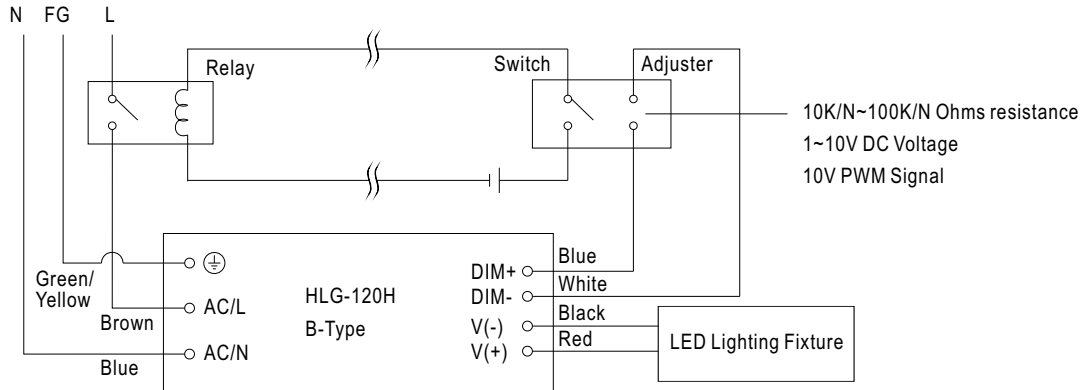 N FG L
Relay
Switch
Adjuster
10K/N~100K/N Ohms resistance
1~10V DC Voltage
10V PWM Signal
Green/
Yellow
Brown
Blue
AC/L
AC/N
HLG-120H
B-Type
DIM+
DIM-
V(-)
V(+)
Blue
White
Black
Red
LED Lighting Fixture